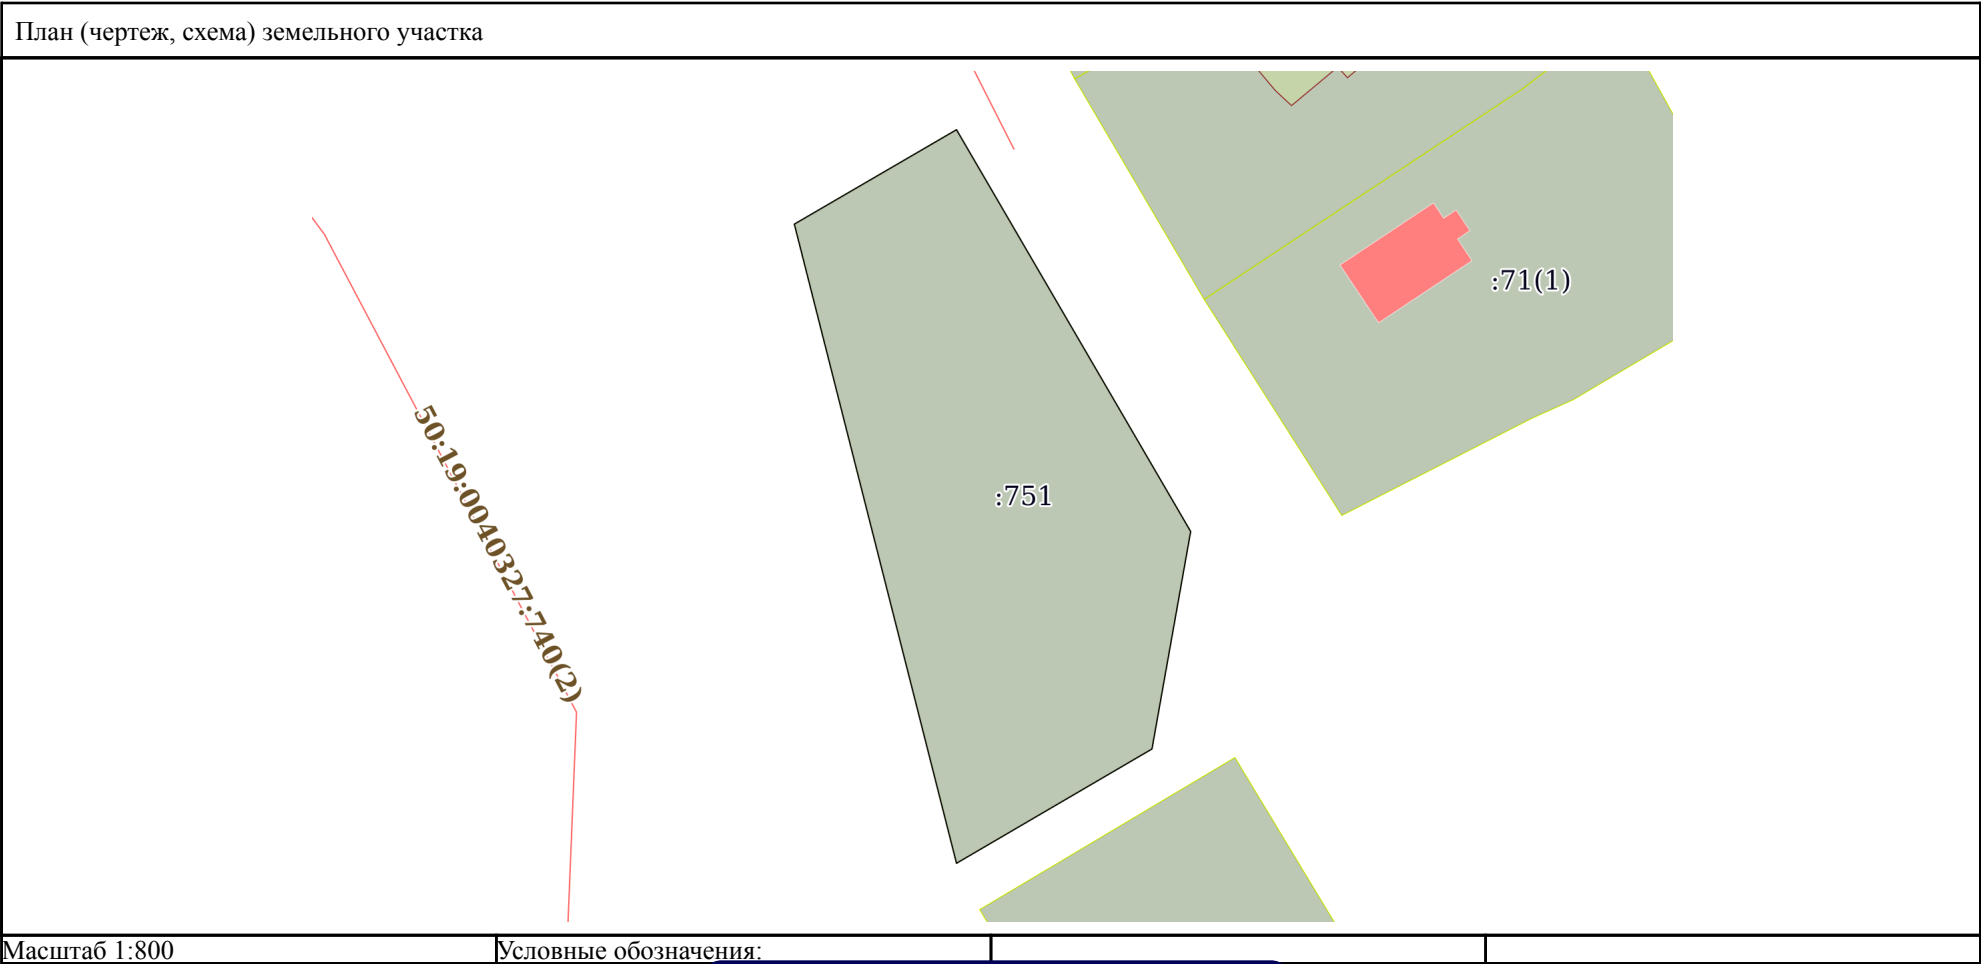 План (чертеж, схема) земельного участка
:71(1)
50:19:0040327:740(2)
:751
Масштаб 1:800
Условные обозначения: